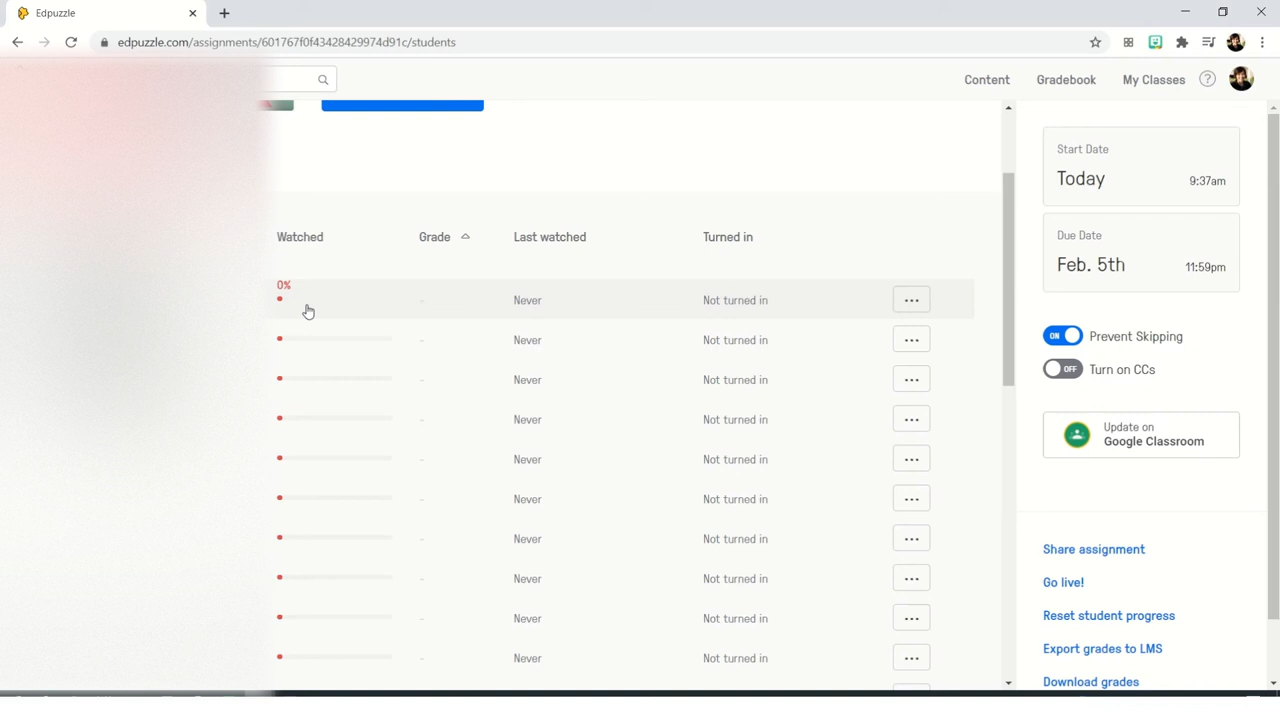 Edpuzzle
edpuzzle.com/assignments/601767f0f43428429974d91c/students
Content Gradebook My Classes ?
Start Date
Today 9:37am
Due Date
Feb. 5th 11:59pm
ON Prevent Skipping
OFF Turn on CCs
Update on
Google Classroom
Share assignment
Go live!
Reset student progress
Export grades to LMS
Download grades
Watched Grade Last watched Turned in
0%
- Never Not turned in ...
- Never Not turned in ...
- Never Not turned in ...
- Never Not turned in ...
- Never Not turned in ...
- Never Not turned in ...
- Never Not turned in ...
- Never Not turned in ...
- Never Not turned in ...
- Never Not turned in ...